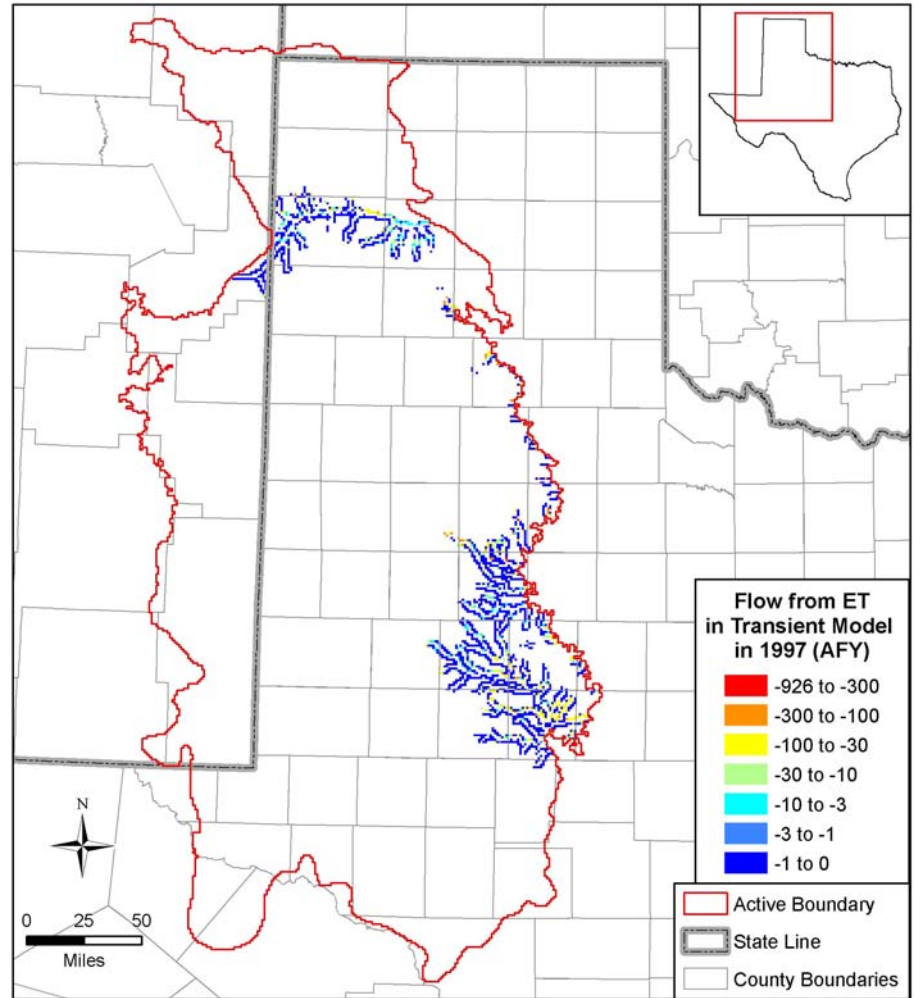 Flow from ET
in Transient Model
in 1997 (AFY)
-926 to -300
-300 to -100
-100 to -30
-30 to -10
-10 to -3
-3 to -1
-1 to 0
Active Boundary
State Line
County Boundaries
N
0 25 50
Miles